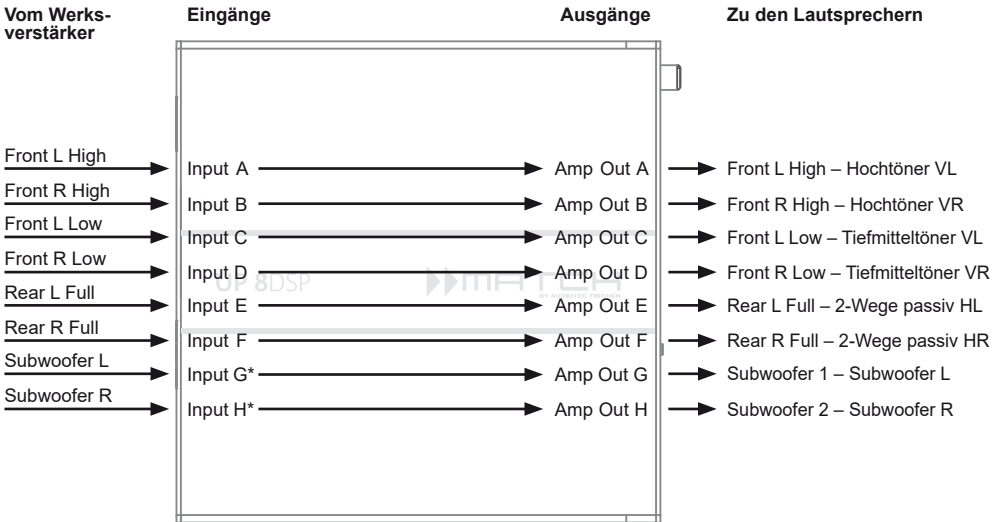 Vom Werks-
verstärker
Eingänge
Ausgänge
Zu den Lautsprechern
Front L High
Input A
Amp Out A
Front L High – Hochtöner VL
Front R High
Input B
Amp Out B
Front R High – Hochtöner VR
Front L Low
Input C
Amp Out C
Front L Low – Tiefmitteltöner VL
Front R Low
Input D
Amp Out D
Front R Low – Tiefmitteltöner VR
UP 8DSP
MATCH
Rear L Full
Input E
Amp Out E
Rear L Full – 2-Wege passiv HL
Rear R Full
Input F
Amp Out F
Rear R Full – 2-Wege passiv HR
Subwoofer L
Input G*
Amp Out G
Subwoofer 1 – Subwoofer L
Subwoofer R
Input H*
Amp Out H
Subwoofer 2 – Subwoofer R